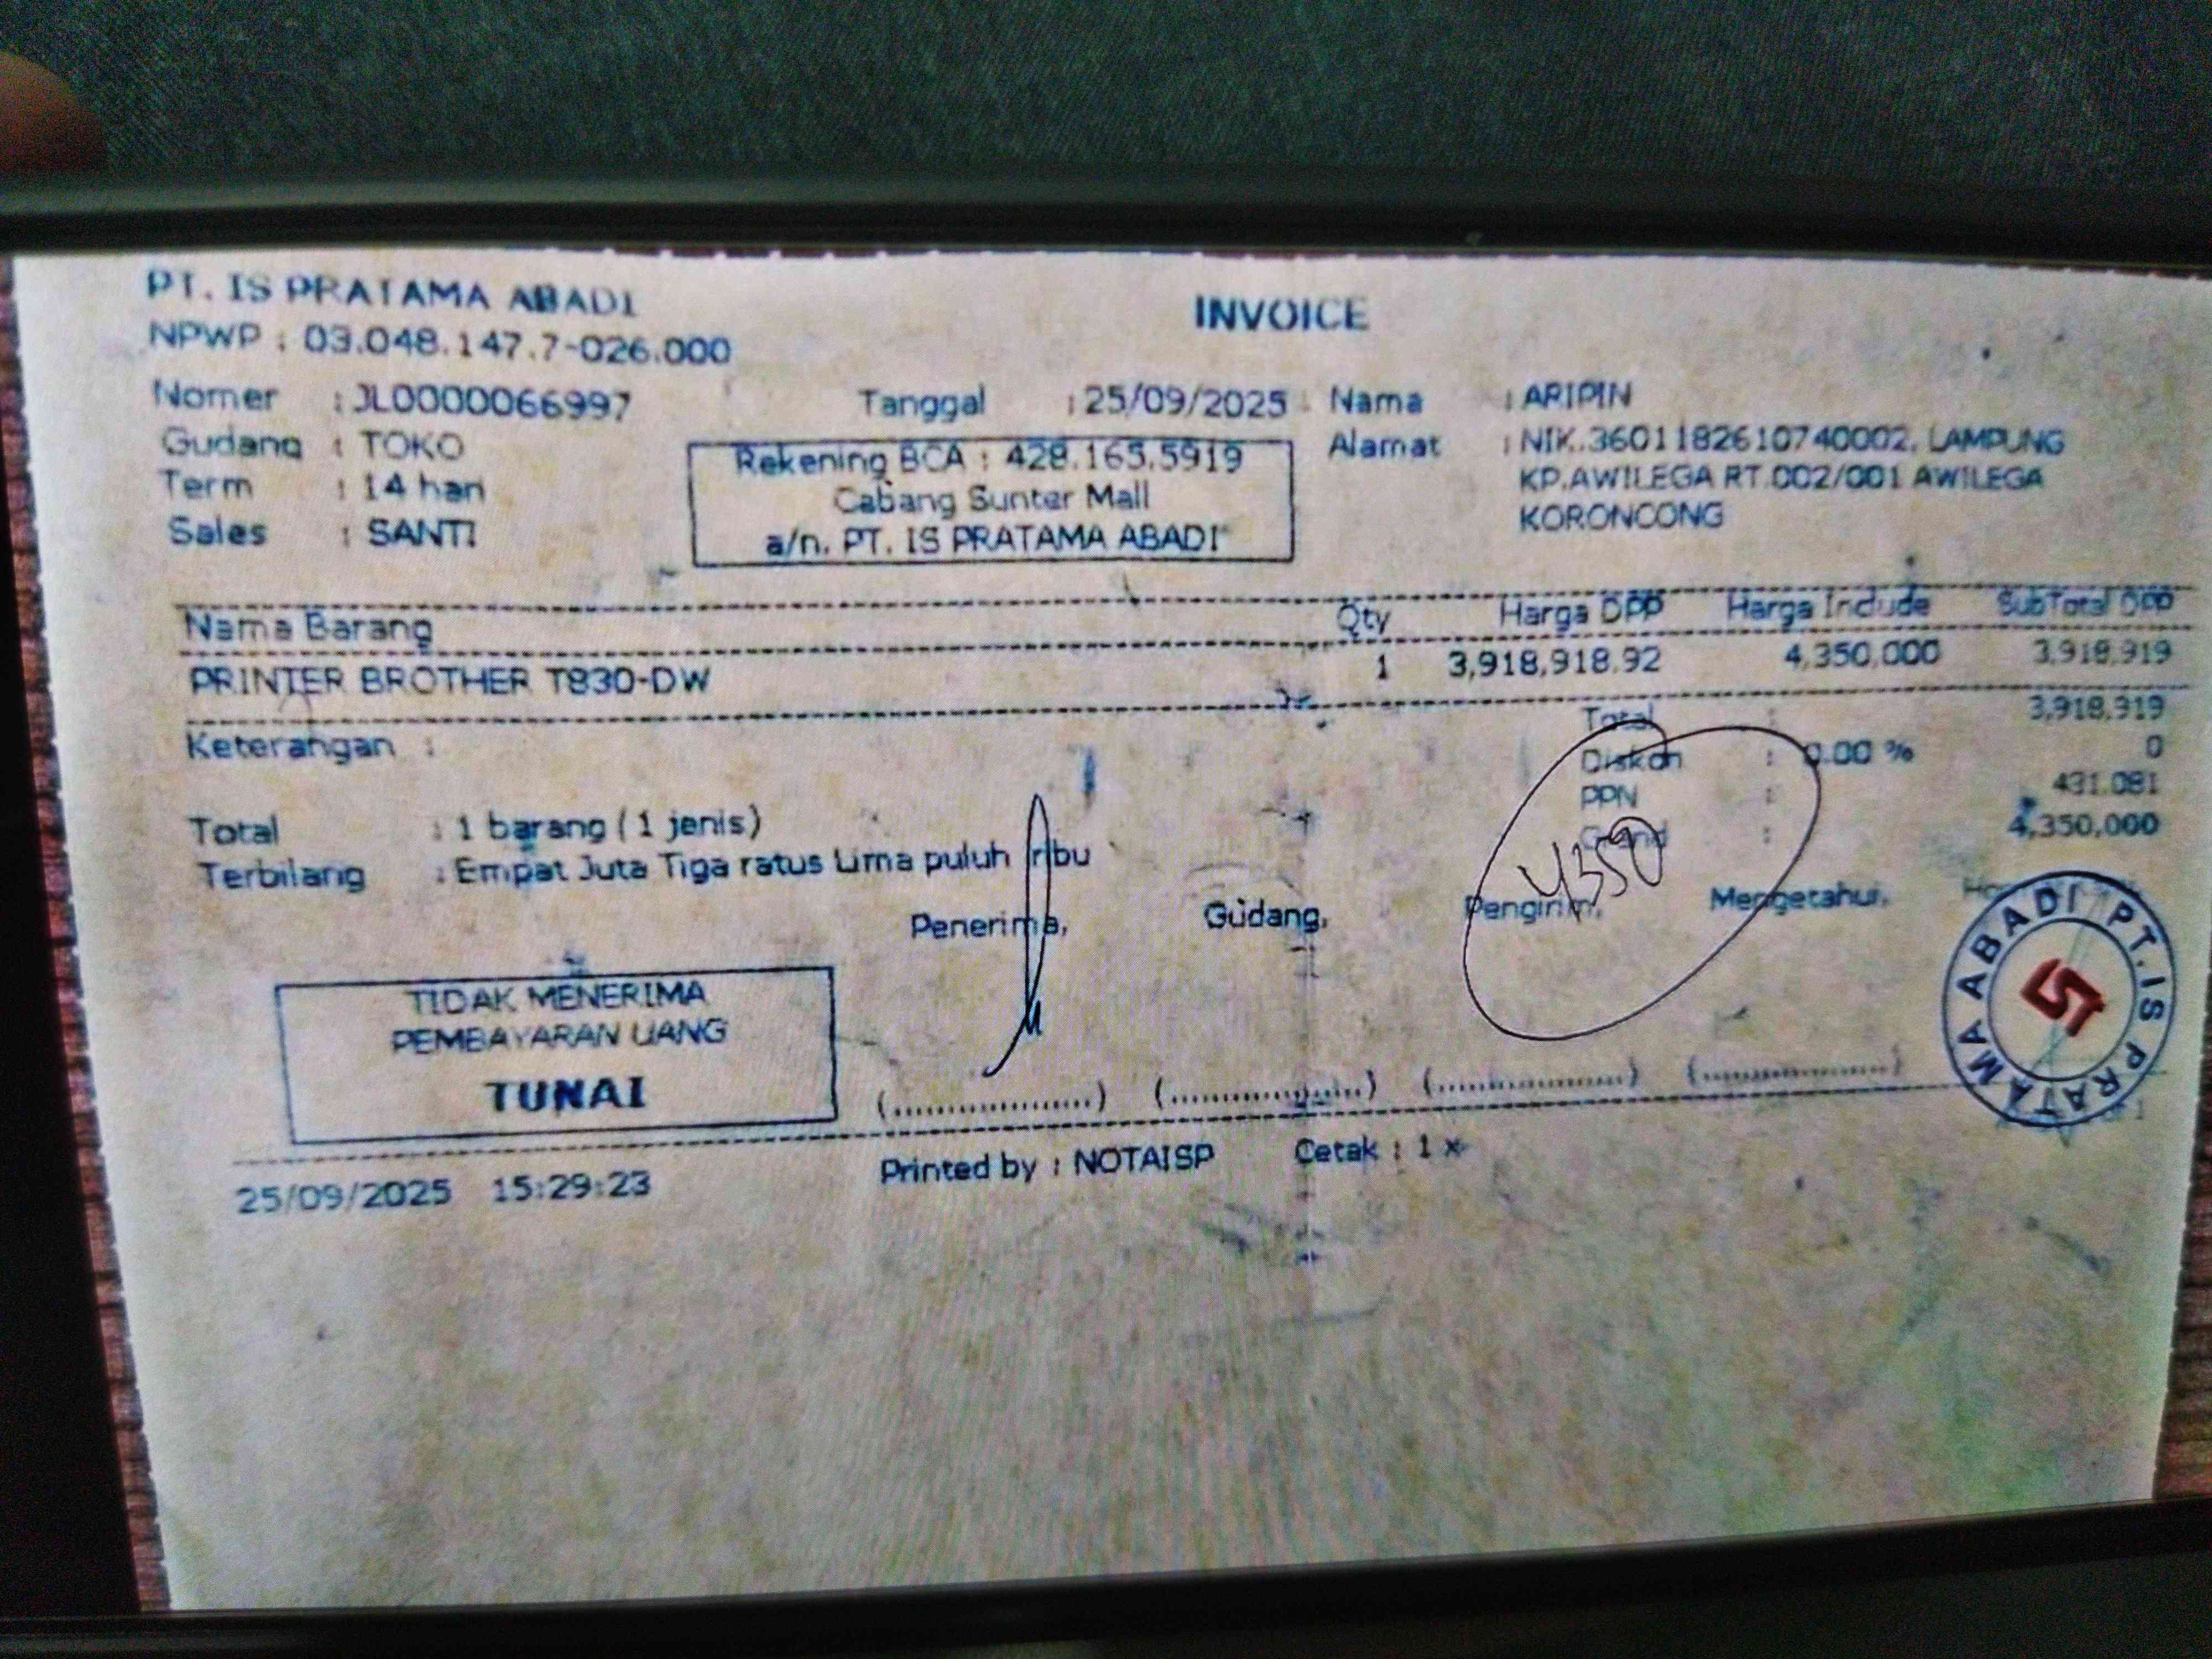 PT. IS PRATAMA ABADI
INVOICE
NPWP : 03.048.147.7-026.000
Nomer : JL0000066997
Tanggal : 25/09/2025
Nama : ARIPIN
Gudang : TOKO
Rekening BCA : 428.165.5919
Alamat : NIK.3601182610740002, LAMPUNG
Term : 14 hari
Cabang Sunter Mall
KP.AWILEGA RT.002/001 AWILEGA
Sales : SANTI
a/n. PT. IS PRATAMA ABADI
KORONCONG
Nama Barang Qty Harga DPP Harga Include SubTotal DPP
PRINTER BROTHER T830-DW 1 3,918,918.92 4,350,000 3,918,919
Keterangan :
Total : 3,918,919
Diskon : 0.00 % 0
PPN : 431.081
Grand : 4,350,000
4350
Total : 1 barang ( 1 jenis)
Terbilang : Empat Juta Tiga ratus Lima puluh ribu
Penerima, Gudang, Pengirim, Mengetahui,
TIDAK MENERIMA
PEMBAYARAN UANG
TUNAI
(....................) (....................) (....................) (....................)
PT. IS PRATAMA ABADI
25/09/2025 15:29:23
Printed by : NOTAISP Cetak : 1 x